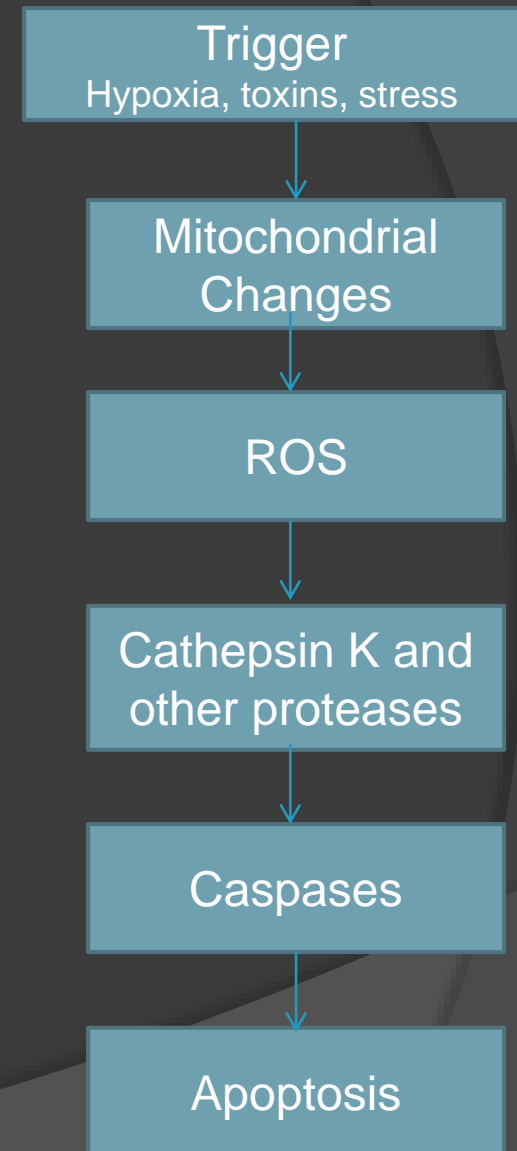 Trigger
Hypoxia, toxins, stress
Mitochondrial
Changes
ROS
Cathepsin K and
other proteases
Caspases
Apoptosis